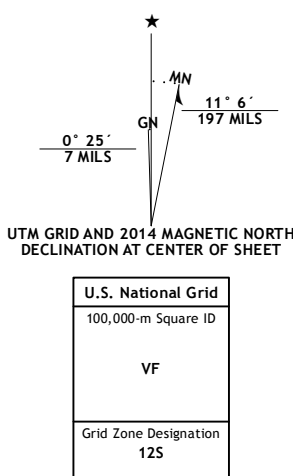 ★
MN
GN
11° 6´
197 MILS
0° 25´
7 MILS
UTM GRID AND 2014 MAGNETIC NORTH
DECLINATION AT CENTER OF SHEET
U.S. National Grid
100,000-m Square ID
VF
Grid Zone Designation
12S